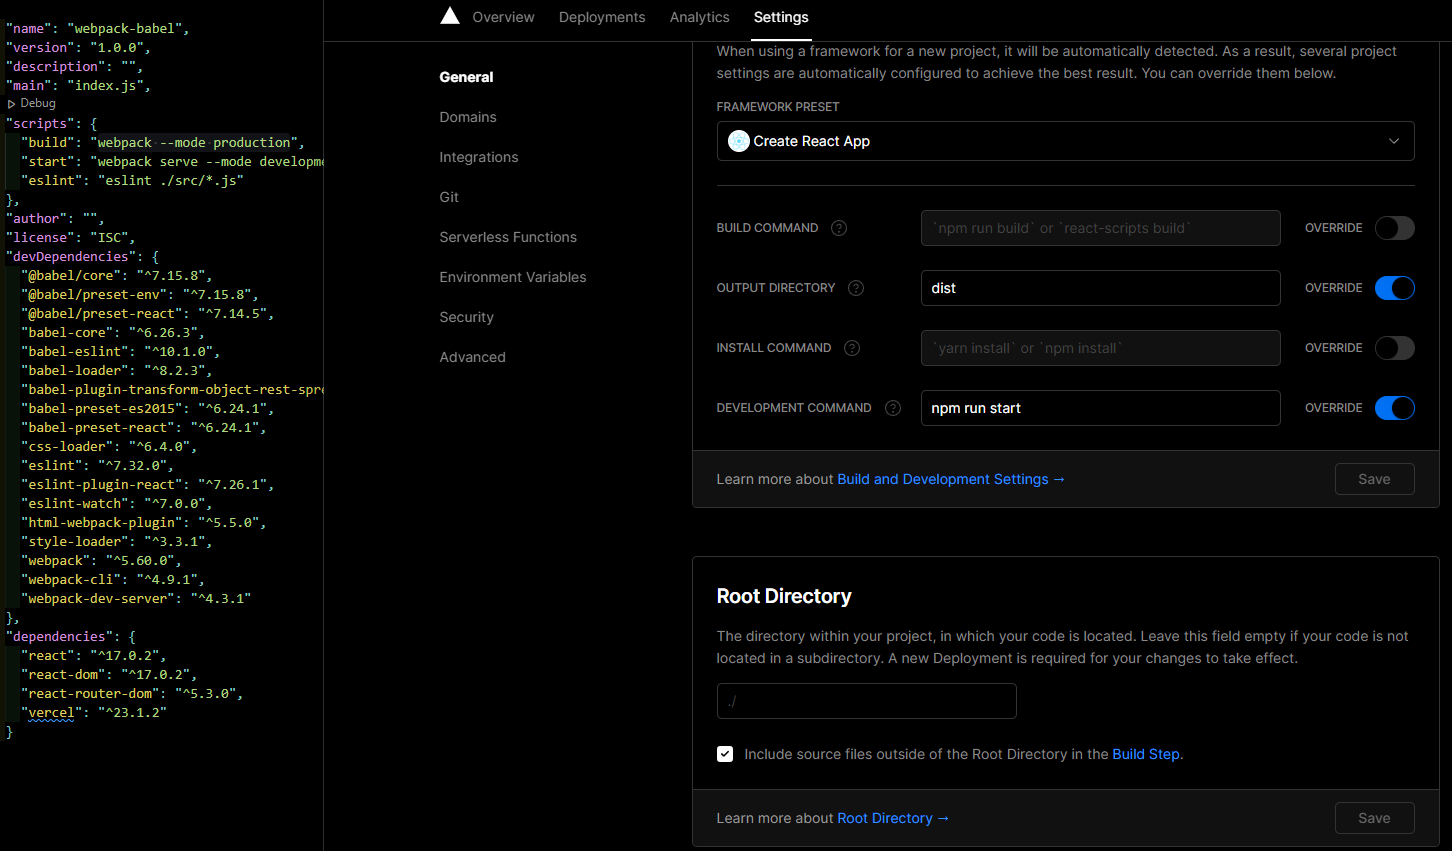 "name": "webpack-babel",
"version": "1.0.0",
"description": "",
"main": "index.js",
Debug
"scripts": {
"build": "webpack --mode production",
"start": "webpack serve --mode developme
"eslint": "eslint ./src/*.js"
},
"author": "",
"license": "ISC",
"devDependencies": {
"@babel/core": "^7.15.8",
"@babel/preset-env": "^7.15.8",
"@babel/preset-react": "^7.14.5",
"babel-core": "^6.26.3",
"babel-eslint": "^10.1.0",
"babel-loader": "^8.2.3",
"babel-plugin-transform-object-rest-spre
"babel-preset-es2015": "^6.24.1",
"babel-preset-react": "^6.24.1",
"css-loader": "^6.4.0",
"eslint": "^7.32.0",
"eslint-plugin-react": "^7.26.1",
"eslint-watch": "^7.0.0",
"html-webpack-plugin": "^5.5.0",
"style-loader": "^3.3.1",
"webpack": "^5.60.0",
"webpack-cli": "^4.9.1",
"webpack-dev-server": "^4.3.1"
},
"dependencies": {
"react": "^17.0.2",
"react-dom": "^17.0.2",
"react-router-dom": "^5.3.0",
"vercel": "^23.1.2"
}
Overview Deployments Analytics Settings
General
Domains
Integrations
Git
Serverless Functions
Environment Variables
Security
Advanced
When using a framework for a new project, it will be automatically detected. As a result, several project
settings are automatically configured to achieve the best result. You can override them below.
FRAMEWORK PRESET
Create React App
BUILD COMMAND ? `npm run build` or `react-scripts build` OVERRIDE
OUTPUT DIRECTORY ? dist OVERRIDE
INSTALL COMMAND ? `yarn install` or `npm install` OVERRIDE
DEVELOPMENT COMMAND ? npm run start OVERRIDE
Learn more about Build and Development Settings → Save
Root Directory
The directory within your project, in which your code is located. Leave this field empty if your code is not
located in a subdirectory. A new Deployment is required for your changes to take effect.
./
Include source files outside of the Root Directory in the Build Step.
Learn more about Root Directory → Save